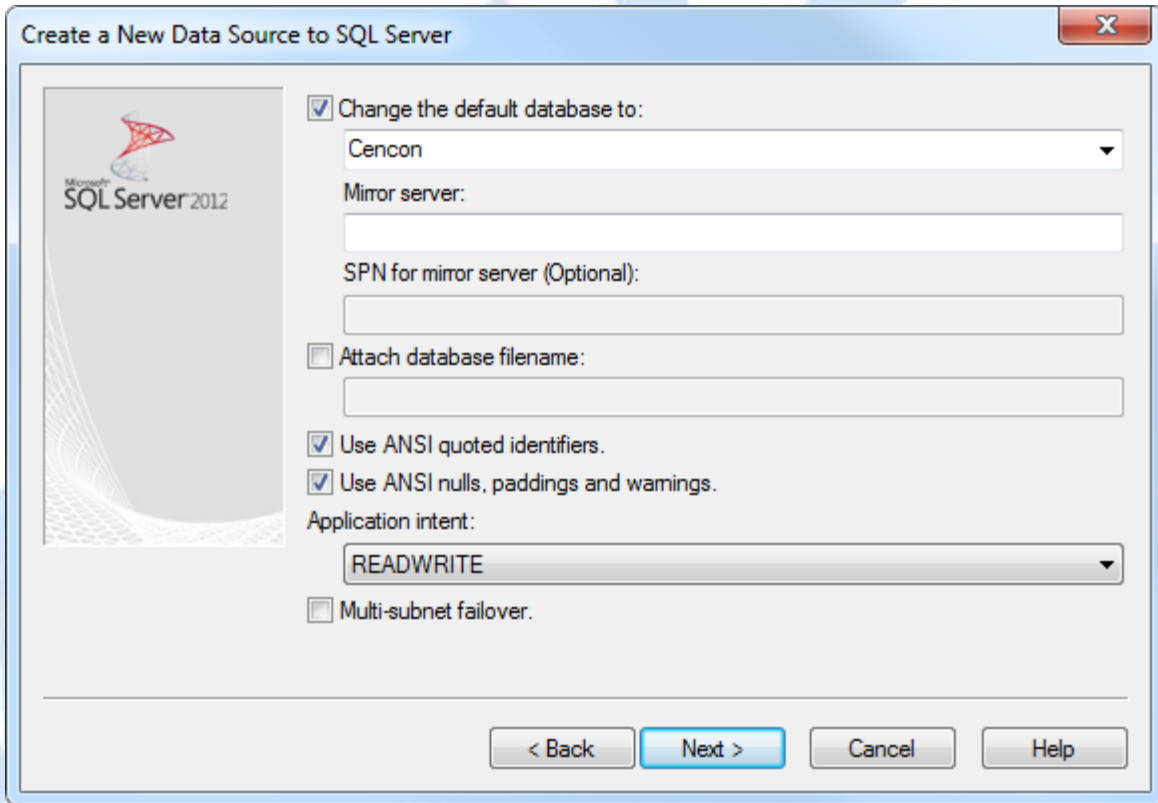 Create a New Data Source to SQL Server
Microsoft
SQL Server 2012
Change the default database to:
Cencon
Mirror server:
SPN for mirror server (Optional):
Attach database filename:
Use ANSI quoted identifiers.
Use ANSI nulls, paddings and warnings.
Application intent:
READWRITE
Multi-subnet failover.
< Back Next > Cancel Help